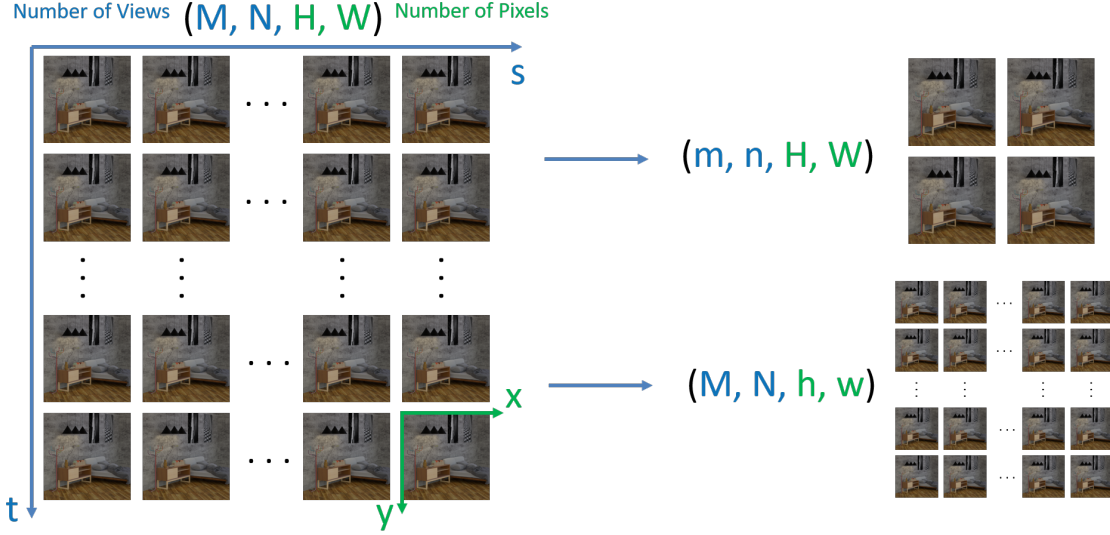 Number of Views (M, N, H, W) Number of Pixels
s
(m, n, H, W)
x
(M, N, h, w)
t
y